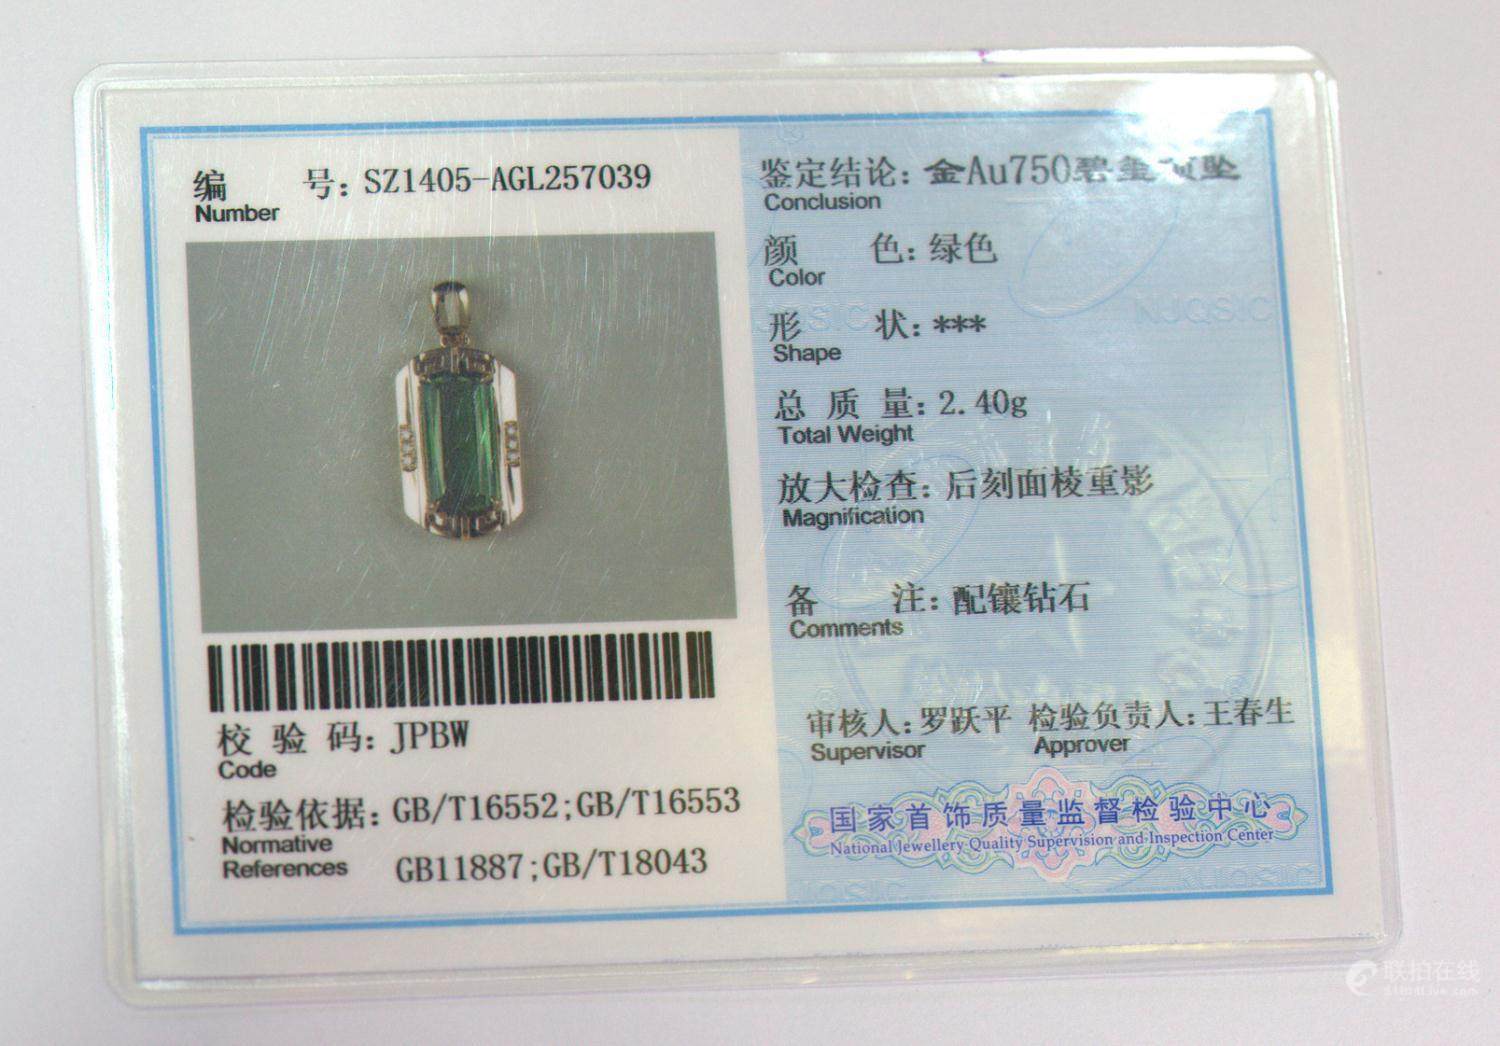 编 号: SZ1405-AGL257039
Number
校 验 码: JPBW
Code
检验依据: GB/T16552;GB/T16553
Normative
References GB11887;GB/T18043
鉴定结论: 金Au750碧玺项坠
Conclusion
颜 色: 绿色
Color
形 状: ***
Shape
总 质 量: 2.40g
Total Weight
放大检查: 后刻面棱重影
Magnification
备 注: 配镶钻石
Comments
审核人: 罗跃平 检验负责人: 王春生
Supervisor Approver
国家首饰质量监督检验中心
National Jewellery Quality Supervision and Inspection Center
NJQSIC
联拍在线